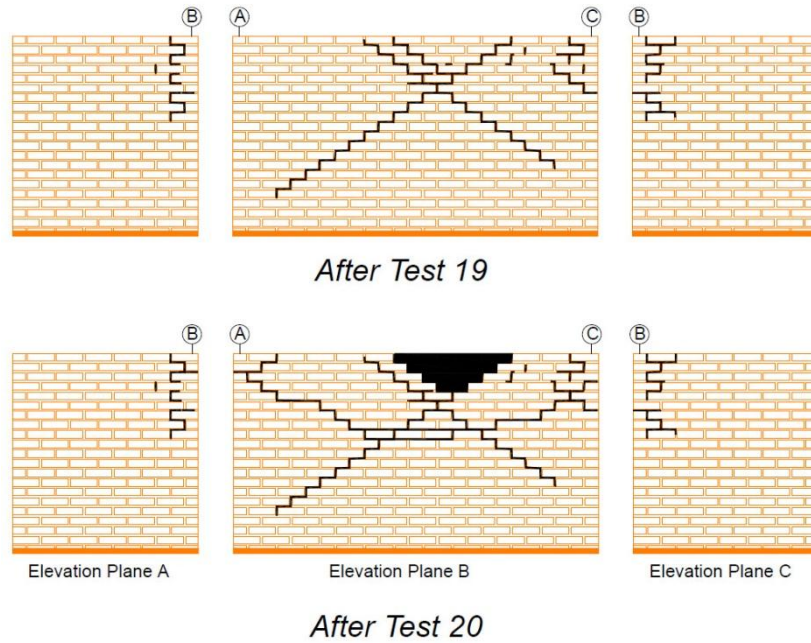 B A C B
After Test 19
B A C B
Elevation Plane A Elevation Plane B Elevation Plane C
After Test 20